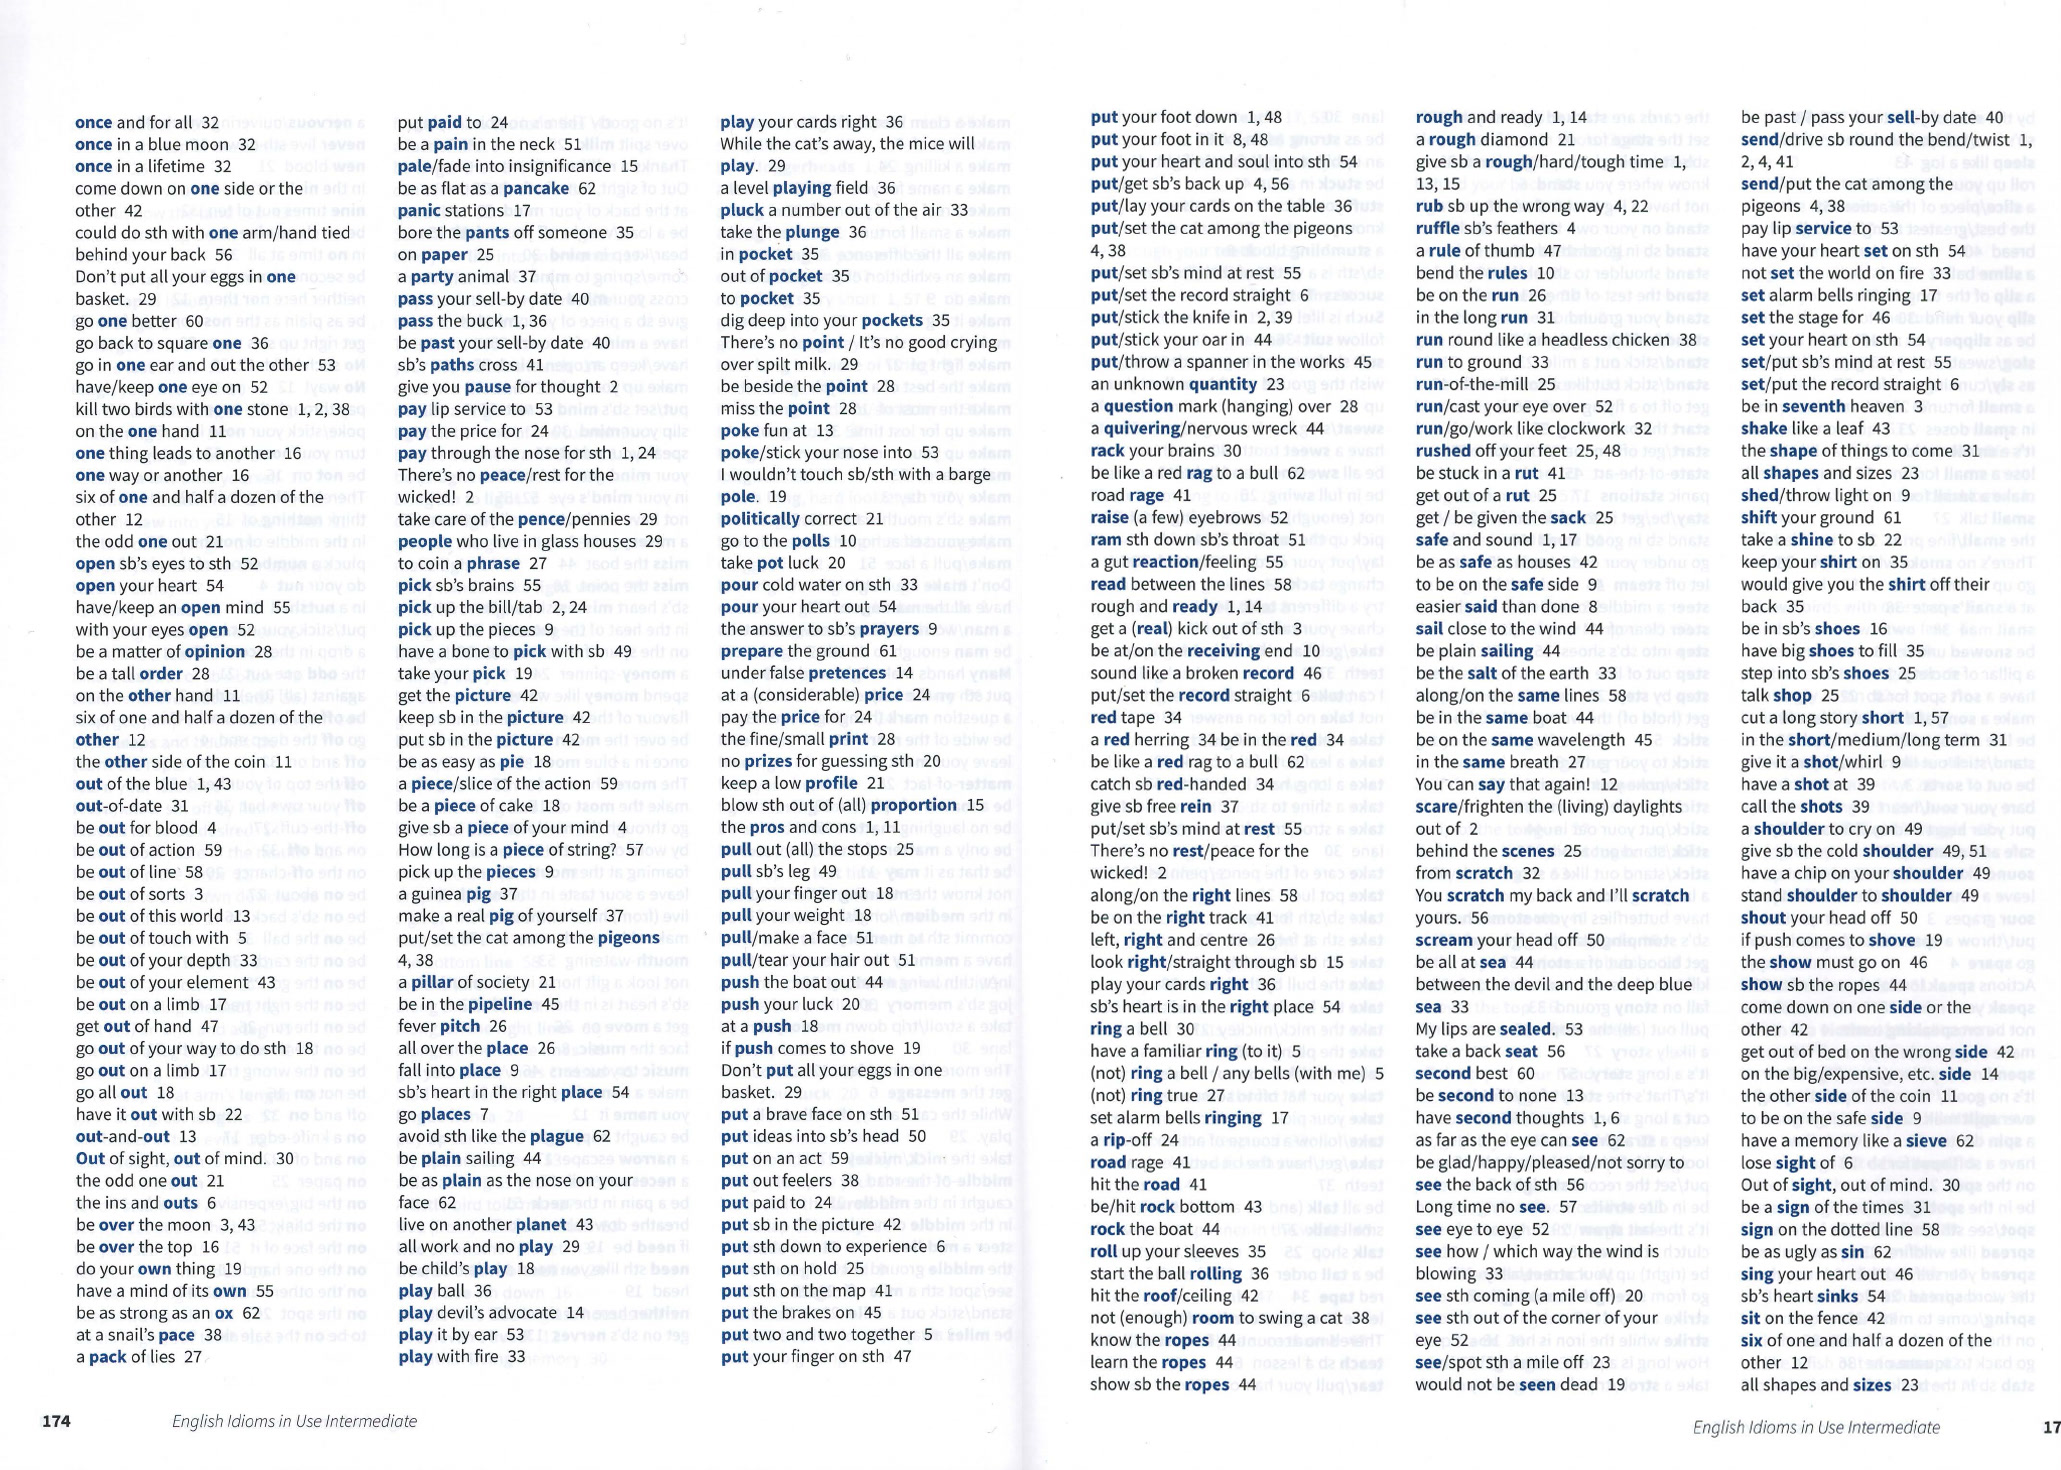 once and for all 32
once in a blue moon 32
once in a lifetime 32
come down on one side or the
other 42
could do sth with one arm/hand tied
behind your back 56
Don't put all your eggs in one
basket. 29
go one better 60
go back to square one 36
go in one ear and out the other 53
have/keep one eye on 52
kill two birds with one stone 1, 2, 38
on the one hand 11
one thing leads to another 16
one way or another 16
six of one and half a dozen of the
other 12
the odd one out 21
open sb's eyes to sth 52
open your heart 54
have/keep an open mind 55
with your eyes open 52
be a matter of opinion 28
be a tall order 28
on the other hand 11
six of one and half a dozen of the
other 12
the other side of the coin 11
out of the blue 1, 43
out-of-date 31
be out for blood 4
be out of action 59
be out of line 58
be out of sorts 3
be out of this world 13
be out of touch with 5
be out of your depth 33
be out of your element 43
be out on a limb 17
get out of hand 47
go out of your way to do sth 18
go out on a limb 17
go all out 18
have it out with sb 22
out-and-out 13
Out of sight, out of mind. 30
the odd one out 21
the ins and outs 6
be over the moon 3, 43
be over the top 16
do your own thing 19
have a mind of its own 55
be as strong as an ox 62
at a snail's pace 38
a pack of lies 27
put paid to 24
be a pain in the neck 51
pale/fade into insignificance 15
be as flat as a pancake 62
panic stations 17
bore the pants off someone 35
on paper 25
a party animal 37
pass your sell-by date 40
pass the buck 1, 36
be past your sell-by date 40
sb's paths cross 41
give you pause for thought 2
pay lip service to 53
pay the price for 24
pay through the nose for sth 1, 24
There's no peace/rest for the
wicked! 2
take care of the pence/pennies 29
people who live in glass houses 29
to coin a phrase 27
pick sb's brains 55
pick up the bill/tab 2, 24
pick up the pieces 9
have a bone to pick with sb 49
take your pick 19
get the picture 42
keep sb in the picture 42
put sb in the picture 42
be as easy as pie 18
a piece/slice of the action 59
be a piece of cake 18
give sb a piece of your mind 4
How long is a piece of string? 57
pick up the pieces 9
a guinea pig 37
make a real pig of yourself 37
put/set the cat among the pigeons
4, 38
a pillar of society 21
be in the pipeline 45
fever pitch 26
all over the place 26
fall into place 9
sb's heart in the right place 54
go places 7
avoid sth like the plague 62
be plain sailing 44
be as plain as the nose on your
face 62
live on another planet 43
all work and no play 29
be child's play 18
play ball 36
play devil's advocate 14
play it by ear 53
play with fire 33
play your cards right 36
While the cat's away, the mice will
play. 29
a level playing field 36
pluck a number out of the air 33
take the plunge 36
in pocket 35
out of pocket 35
to pocket 35
dig deep into your pockets 35
There's no point / It's no good crying
over spilt milk. 29
be beside the point 28
miss the point 28
poke fun at 13
poke/stick your nose into 53
I wouldn't touch sb/sth with a barge
pole. 19
politically correct 21
go to the polls 10
take pot luck 20
pour cold water on sth 33
pour your heart out 54
the answer to sb's prayers 9
prepare the ground 61
under false pretences 14
at a (considerable) price 24
pay the price for 24
the fine/small print 28
no prizes for guessing sth 20
keep a low profile 21
blow sth out of (all) proportion 15
the pros and cons 1, 11
pull out (all) the stops 25
pull sb's leg 49
pull your finger out 18
pull your weight 18
pull/make a face 51
pull/tear your hair out 51
push the boat out 44
push your luck 20
at a push 18
if push comes to shove 19
Don't put all your eggs in one
basket. 29
put a brave face on sth 51
put ideas into sb's head 50
put on an act 59
put out feelers 38
put paid to 24
put sb in the picture 42
put sth down to experience 6
put sth on hold 25
put sth on the map 41
put the brakes on 45
put two and two together 5
put your finger on sth 47
174 English Idioms in Use Intermediate
put your foot down 1, 48
put your foot in it 8, 48
put your heart and soul into sth 54
put/get sb's back up 4, 56
put/lay your cards on the table 36
put/set the cat among the pigeons
4, 38
put/set sb's mind at rest 55
put/set the record straight 6
put/stick the knife in 2, 39
put/stick your oar in 44
put/throw a spanner in the works 45
an unknown quantity 23
a question mark (hanging) over 28
a quivering/nervous wreck 44
rack your brains 30
be like a red rag to a bull 62
road rage 41
raise (a few) eyebrows 52
ram sth down sb's throat 51
a gut reaction/feeling 55
read between the lines 58
rough and ready 1, 14
get a (real) kick out of sth 3
be at/on the receiving end 10
sound like a broken record 46
put/set the record straight 6
red tape 34
a red herring 34 be in the red 34
be like a red rag to a bull 62
catch sb red-handed 34
give sb free rein 37
put/set sb's mind at rest 55
There's no rest/peace for the
wicked! 2
along/on the right lines 58
be on the right track 41
left, right and centre 26
look right/straight through sb 15
play your cards right 36
sb's heart is in the right place 54
ring a bell 30
have a familiar ring (to it) 5
(not) ring a bell / any bells (with me) 5
(not) ring true 27
set alarm bells ringing 17
a rip-off 24
road rage 41
hit the road 41
be/hit rock bottom 43
rock the boat 44
roll up your sleeves 35
start the ball rolling 36
hit the roof/ceiling 42
not (enough) room to swing a cat 38
know the ropes 44
learn the ropes 44
show sb the ropes 44
rough and ready 1, 14
a rough diamond 21
give sb a rough/hard/tough time 1,
13, 15
rub sb up the wrong way 4, 22
ruffle sb's feathers 4
a rule of thumb 47
bend the rules 10
be on the run 26
in the long run 31
run round like a headless chicken 38
run to ground 33
run-of-the-mill 25
run/cast your eye over 52
run/go/work like clockwork 32
rushed off your feet 25, 48
be stuck in a rut 41
get out of a rut 25
get / be given the sack 25
safe and sound 1, 17
be as safe as houses 42
to be on the safe side 9
easier said than done 8
sail close to the wind 44
be plain sailing 44
be the salt of the earth 33
along/on the same lines 58
be in the same boat 44
be on the same wavelength 45
in the same breath 27
You can say that again! 12
scare/frighten the (living) daylights
out of 2
behind the scenes 25
from scratch 32
You scratch my back and I'll scratch
yours. 56
scream your head off 50
be all at sea 44
between the devil and the deep blue
sea 33
My lips are sealed. 53
take a back seat 56
second best 60
be second to none 13
have second thoughts 1, 6
as far as the eye can see 62
be glad/happy/pleased/not sorry to
see the back of sth 56
Long time no see. 57
see eye to eye 52
see how / which way the wind is
blowing 33
see sth coming (a mile off) 20
see sth out of the corner of your
eye 52
see/spot sth a mile off 23
would not be seen dead 19
be past / pass your sell-by date 40
send/drive sb round the bend/twist 1,
2, 4, 41
send/put the cat among the
pigeons 4, 38
pay lip service to 53
have your heart set on sth 54
not set the world on fire 33
set alarm bells ringing 17
set the stage for 46
set your heart on sth 54
set/put sb's mind at rest 55
set/put the record straight 6
be in seventh heaven 3
shake like a leaf 43
the shape of things to come 31
all shapes and sizes 23
shed/throw light on 9
shift your ground 61
take a shine to sb 22
keep your shirt on 35
would give you the shirt off their
back 35
be in sb's shoes 16
have big shoes to fill 35
step into sb's shoes 25
talk shop 25
cut a long story short 1, 57
in the short/medium/long term 31
give it a shot/whirl 9
have a shot at 39
call the shots 39
a shoulder to cry on 49
give sb the cold shoulder 49, 51
have a chip on your shoulder 49
stand shoulder to shoulder 49
shout your head off 50
if push comes to shove 19
the show must go on 46
show sb the ropes 44
come down on one side or the
other 42
get out of bed on the wrong side 42
on the big/expensive, etc. side 14
the other side of the coin 11
to be on the safe side 9
have a memory like a sieve 62
lose sight of 6
Out of sight, out of mind. 30
be a sign of the times 31
sign on the dotted line 58
be as ugly as sin 62
sing your heart out 46
sb's heart sinks 54
sit on the fence 42
six of one and half a dozen of the
other 12
all shapes and sizes 23
English Idioms in Use Intermediate 17